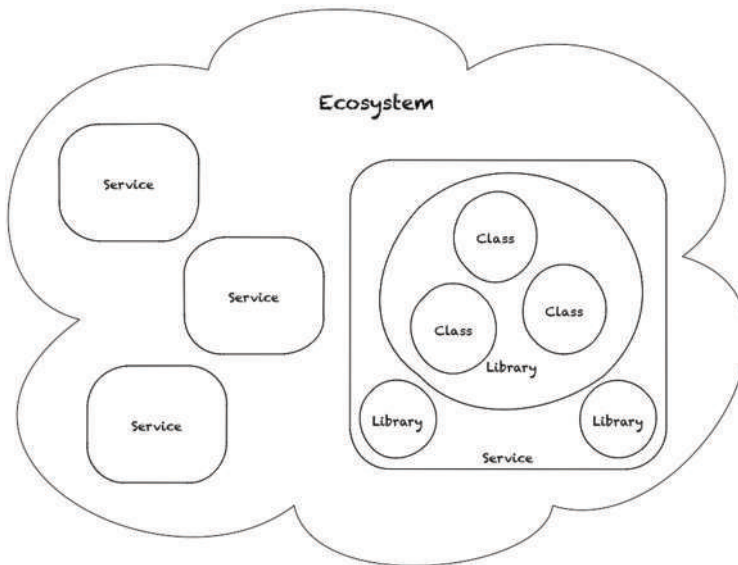 Ecosystem
Service
Service
Service
Class
Class
Class
Library
Library
Library
Service